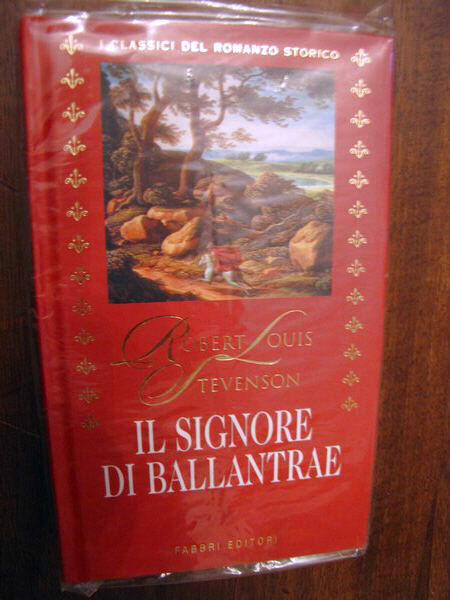 I CLASSICI DEL ROMANZO STORICO
ROBERT LOUIS
STEVENSON
IL SIGNORE
DI BALLANTRAE
FABBRI EDITORI